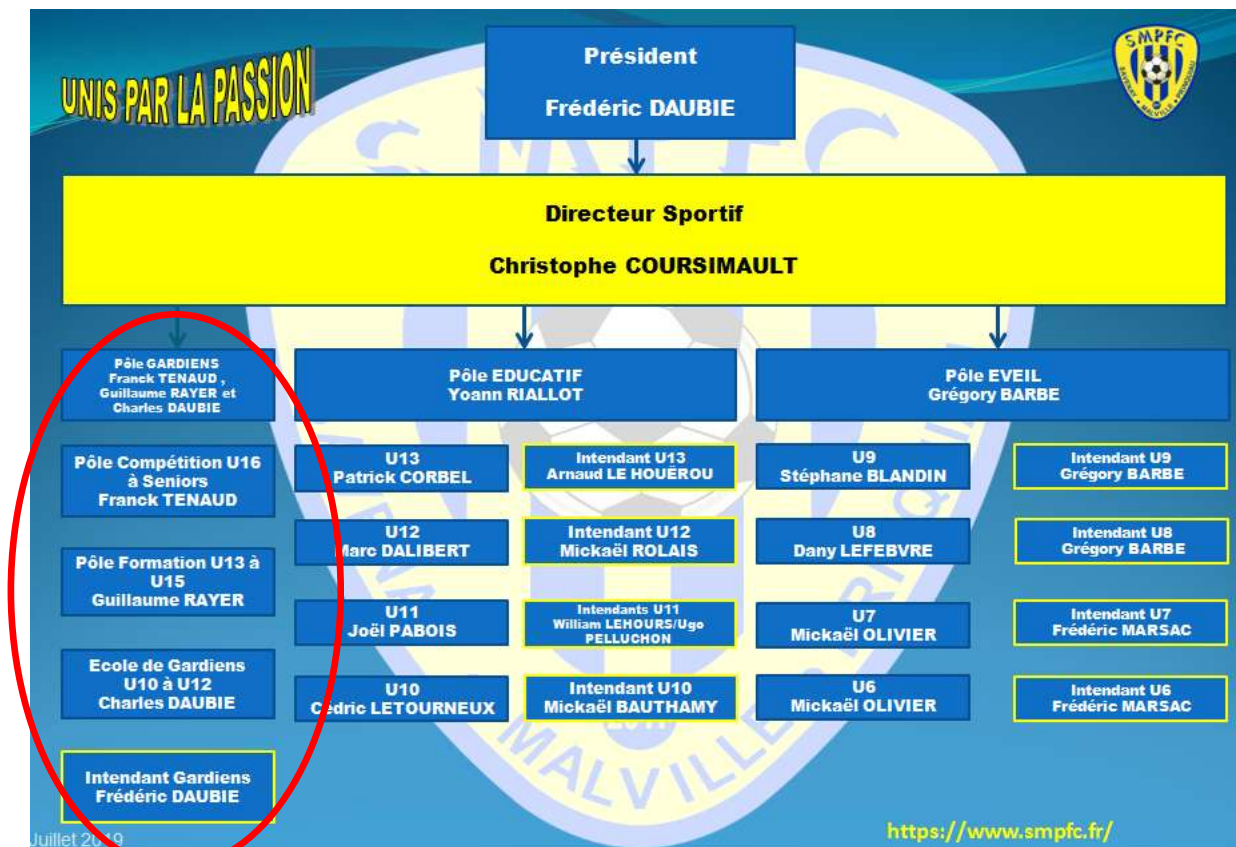 UNIS PAR LA PASSION
Président
Frédéric DAUBIE
SMPFC
SAVENAY • MALVILLE • PRINQUIAU
Directeur Sportif
Christophe COURSIMAULT
Pôle GARDIENS
Franck TENAUD ,
Guillaume RAYER et
Charles DAUBIE
Pôle Compétition U16
à Seniors
Franck TENAUD
Pôle Formation U13 à
U15
Guillaume RAYER
Ecole de Gardiens
U10 à U12
Charles DAUBIE
Intendant Gardiens
Frédéric DAUBIE
Pôle EDUCATIF
Yoann RIALLOT
U13
Patrick CORBEL
Intendant U13
Arnaud LE HOUËROU
U12
Marc DALIBERT
Intendant U12
Mickaël ROLAIS
U11
Joël PABOIS
Intendants U11
William LEHOURS/Ugo
PELLUCHON
U10
Cédric LETOURNEUX
Intendant U10
Mickaël BAUTHAMY
Pôle EVEIL
Grégory BARBE
U9
Stéphane BLANDIN
Intendant U9
Grégory BARBE
U8
Dany LEFEBVRE
Intendant U8
Grégory BARBE
U7
Mickaël OLIVIER
Intendant U7
Frédéric MARSAC
U6
Mickaël OLIVIER
Intendant U6
Frédéric MARSAC
SMPFC
MALVILLE
Juillet 2019
https://www.smpfc.fr/